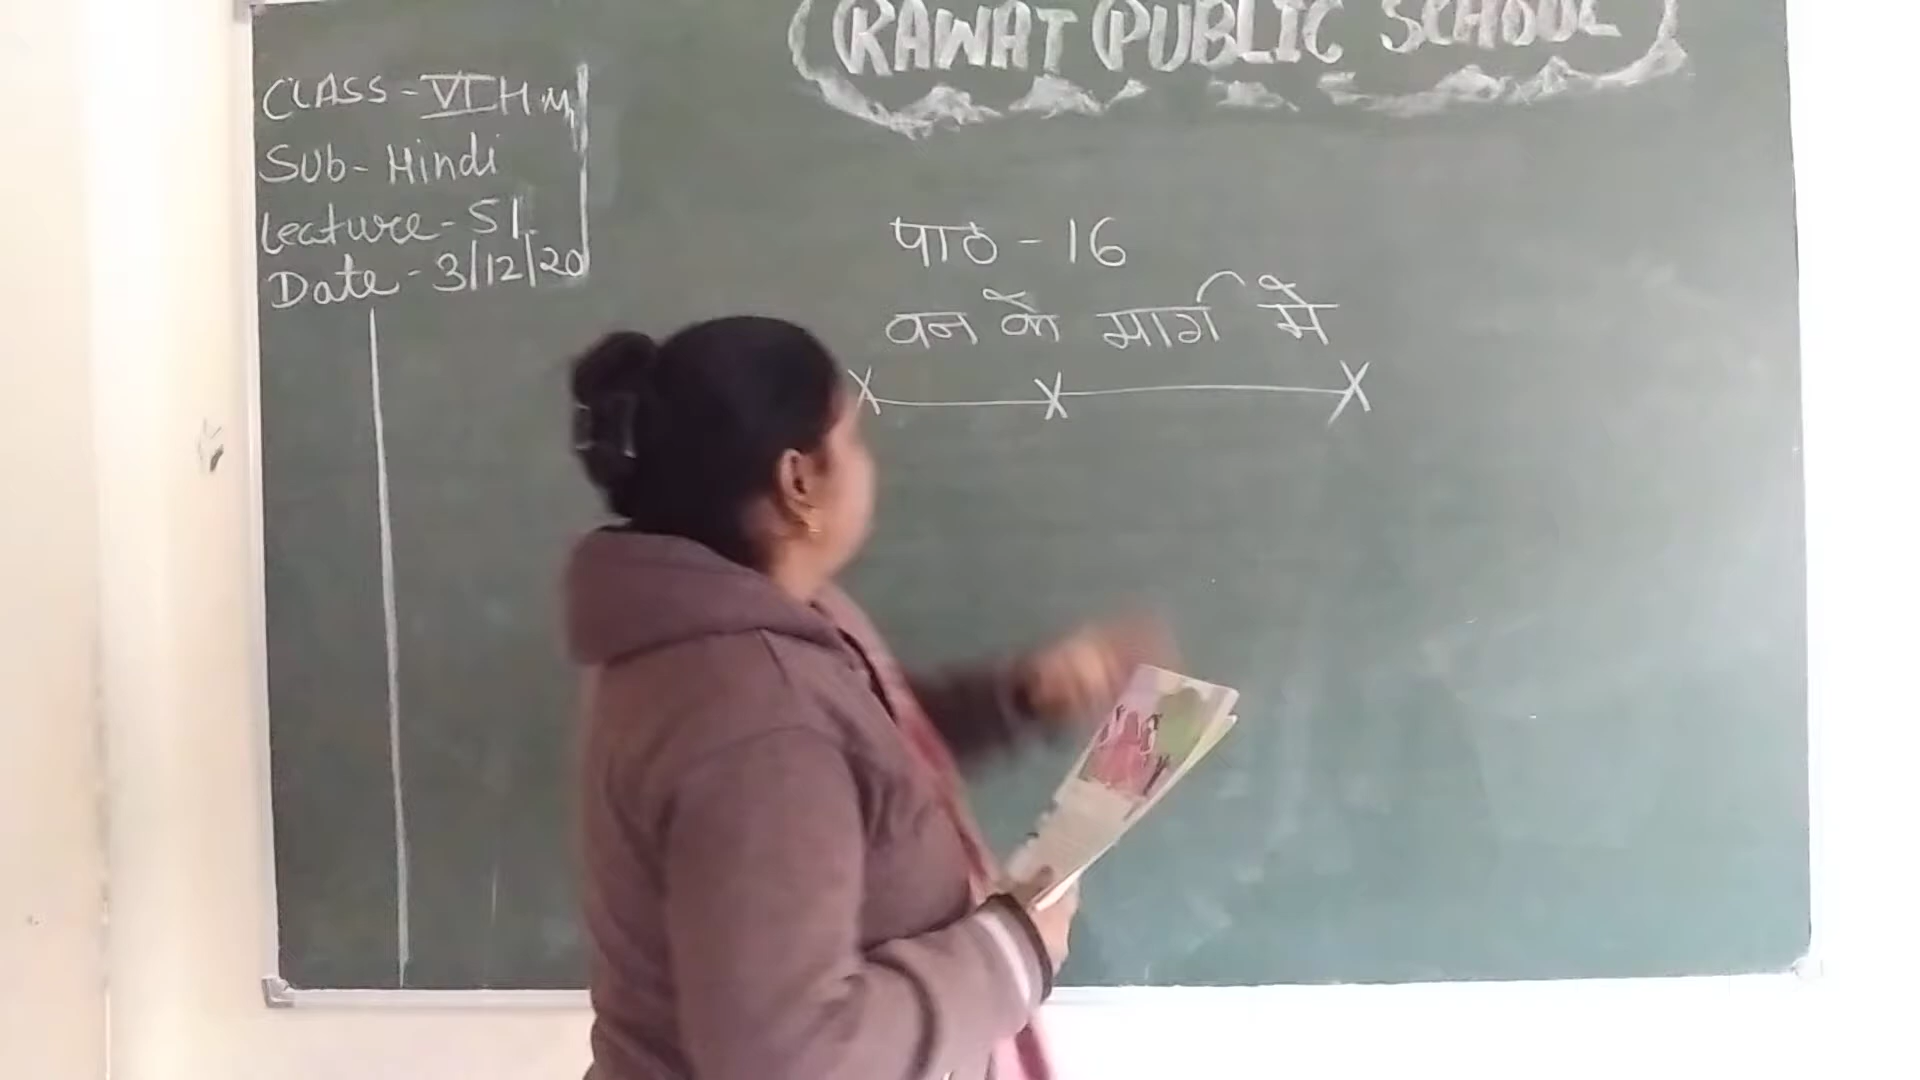 RAWAT PUBLIC SCHOOL
CLASS - VI H.M
Sub - Hindi
Lecture - 51.
Date - 3/12/20
पाठ - 16
वन के मार्ग में